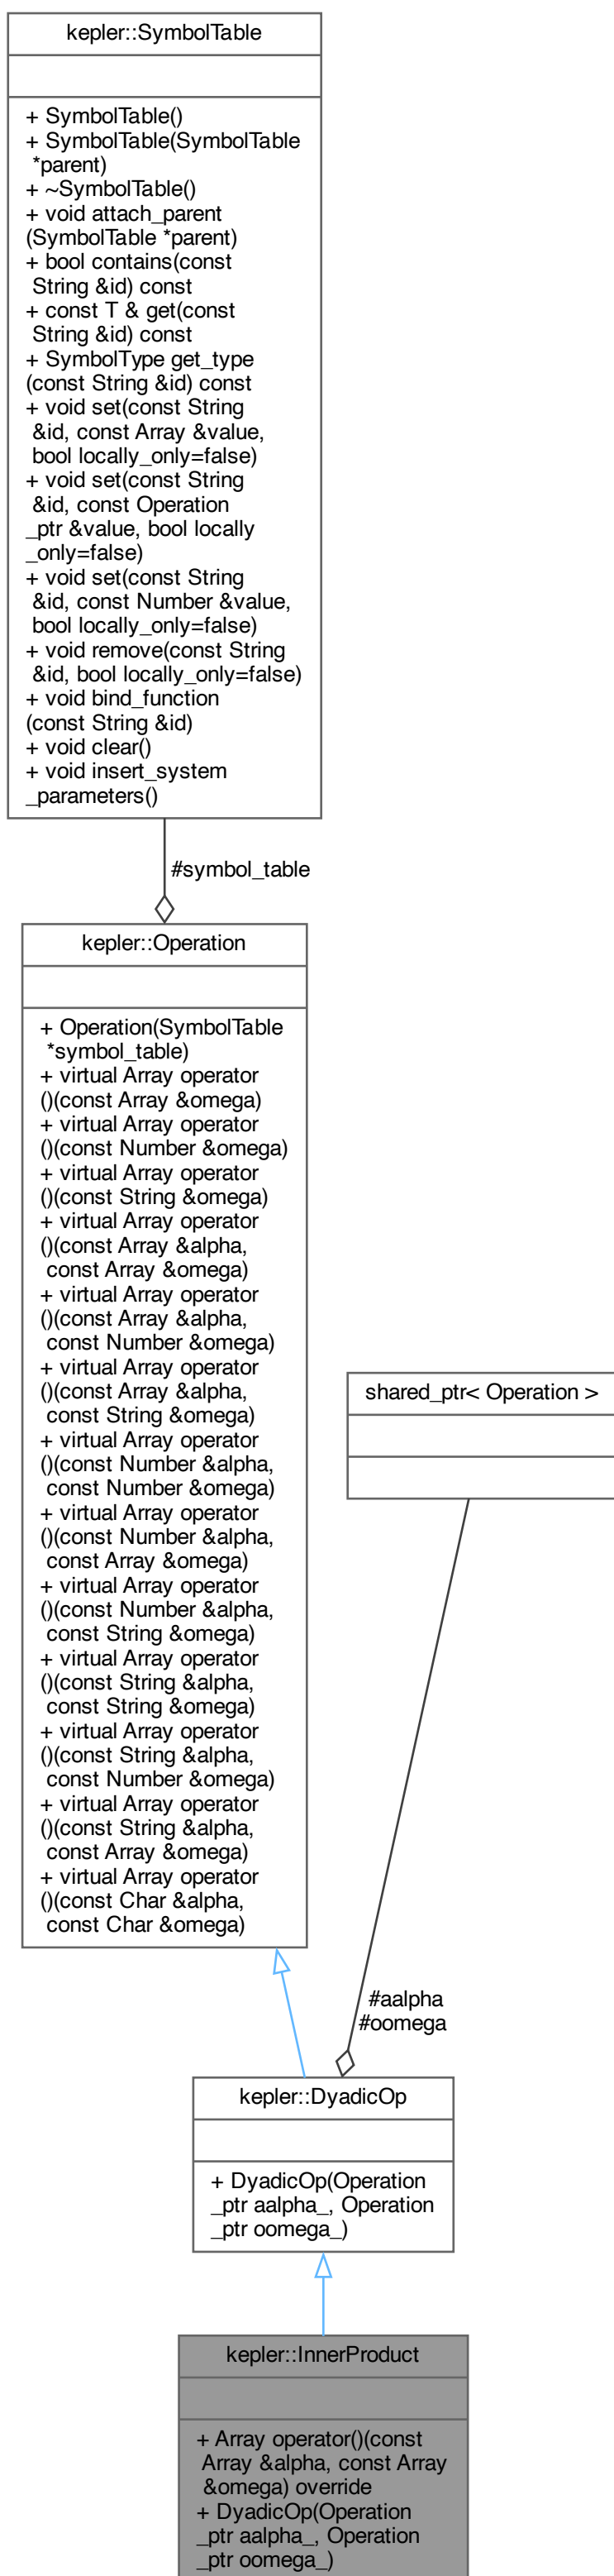 kepler::SymbolTable
+ SymbolTable()
+ SymbolTable(SymbolTable
*parent)
+ ~SymbolTable()
+ void attach_parent
(SymbolTable *parent)
+ bool contains(const
String &id) const
+ const T & get(const
String &id) const
+ SymbolType get_type
(const String &id) const
+ void set(const String
&id, const Array &value,
bool locally_only=false)
+ void set(const String
&id, const Operation
_ptr &value, bool locally
_only=false)
+ void set(const String
&id, const Number &value,
bool locally_only=false)
+ void remove(const String
&id, bool locally_only=false)
+ void bind_function
(const String &id)
+ void clear()
+ void insert_system
_parameters()
#symbol_table
kepler::Operation
+ Operation(SymbolTable
*symbol_table)
+ virtual Array operator
()(const Array &omega)
+ virtual Array operator
()(const Number &omega)
+ virtual Array operator
()(const String &omega)
+ virtual Array operator
()(const Array &alpha,
const Array &omega)
+ virtual Array operator
()(const Array &alpha,
const Number &omega)
+ virtual Array operator
()(const Array &alpha,
const String &omega)
+ virtual Array operator
()(const Number &alpha,
const Number &omega)
+ virtual Array operator
()(const Number &alpha,
const Array &omega)
+ virtual Array operator
()(const Number &alpha,
const String &omega)
+ virtual Array operator
()(const String &alpha,
const String &omega)
+ virtual Array operator
()(const String &alpha,
const Number &omega)
+ virtual Array operator
()(const String &alpha,
const Array &omega)
+ virtual Array operator
()(const Char &alpha,
const Char &omega)
shared_ptr< Operation >
#aalpha
#oomega
kepler::DyadicOp
+ DyadicOp(Operation
_ptr aalpha_, Operation
_ptr oomega_)
kepler::InnerProduct
+ Array operator()(const
Array &alpha, const Array
&omega) override
+ DyadicOp(Operation
_ptr aalpha_, Operation
_ptr oomega_)